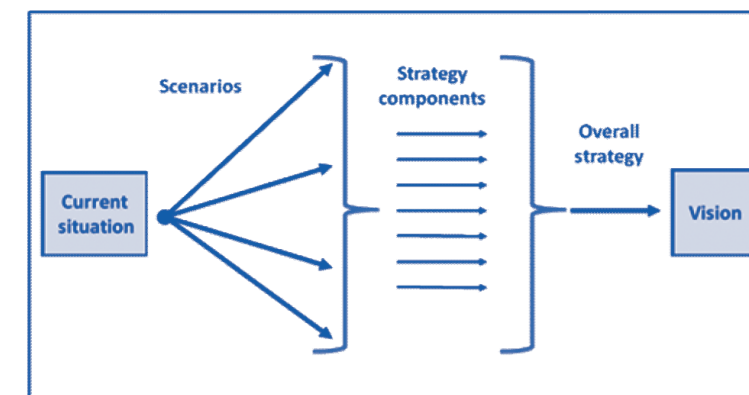 Scenarios
Strategy
components
Overall
strategy
Current
situation
Vision